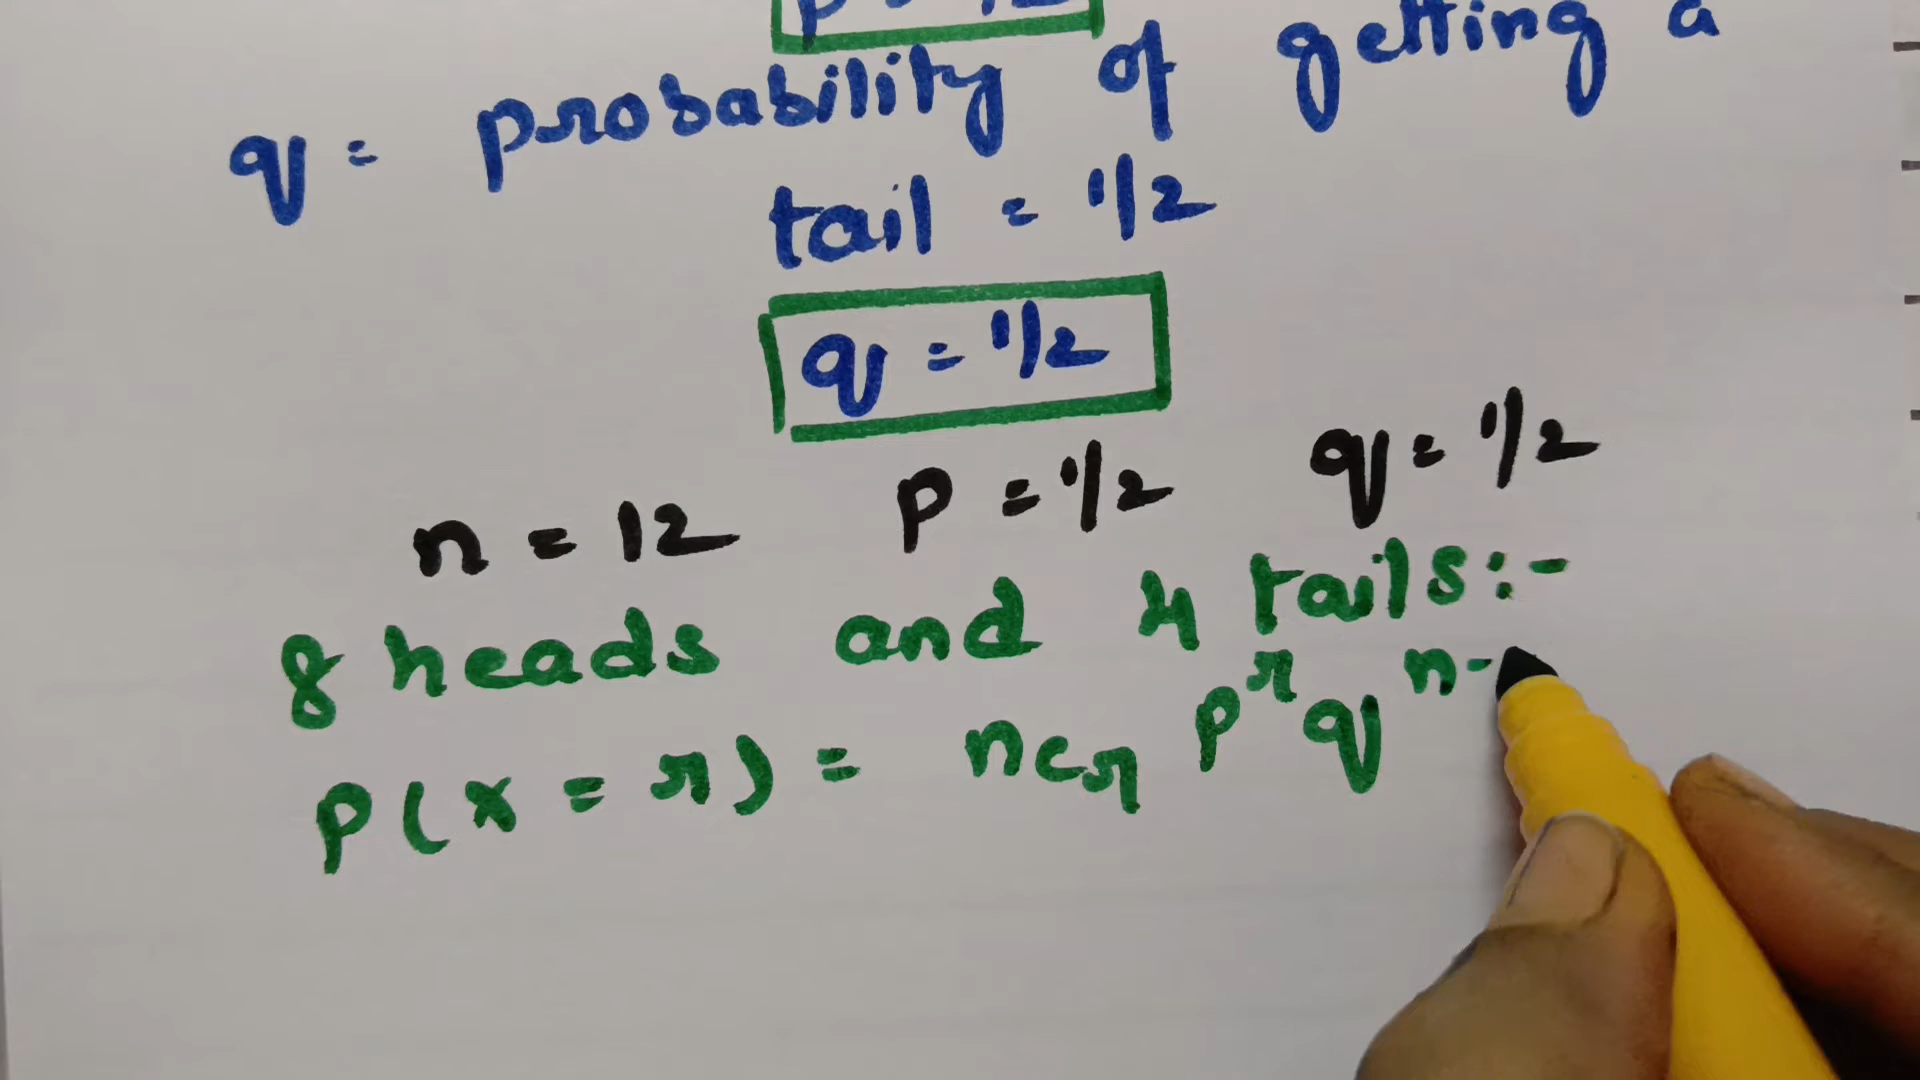 q = probability of getting a
tail = 1/2
q = 1/2
n = 12 P = 1/2 q = 1/2
8 heads and 4 tails:-
P(x = r) = ncr p^r q^n-